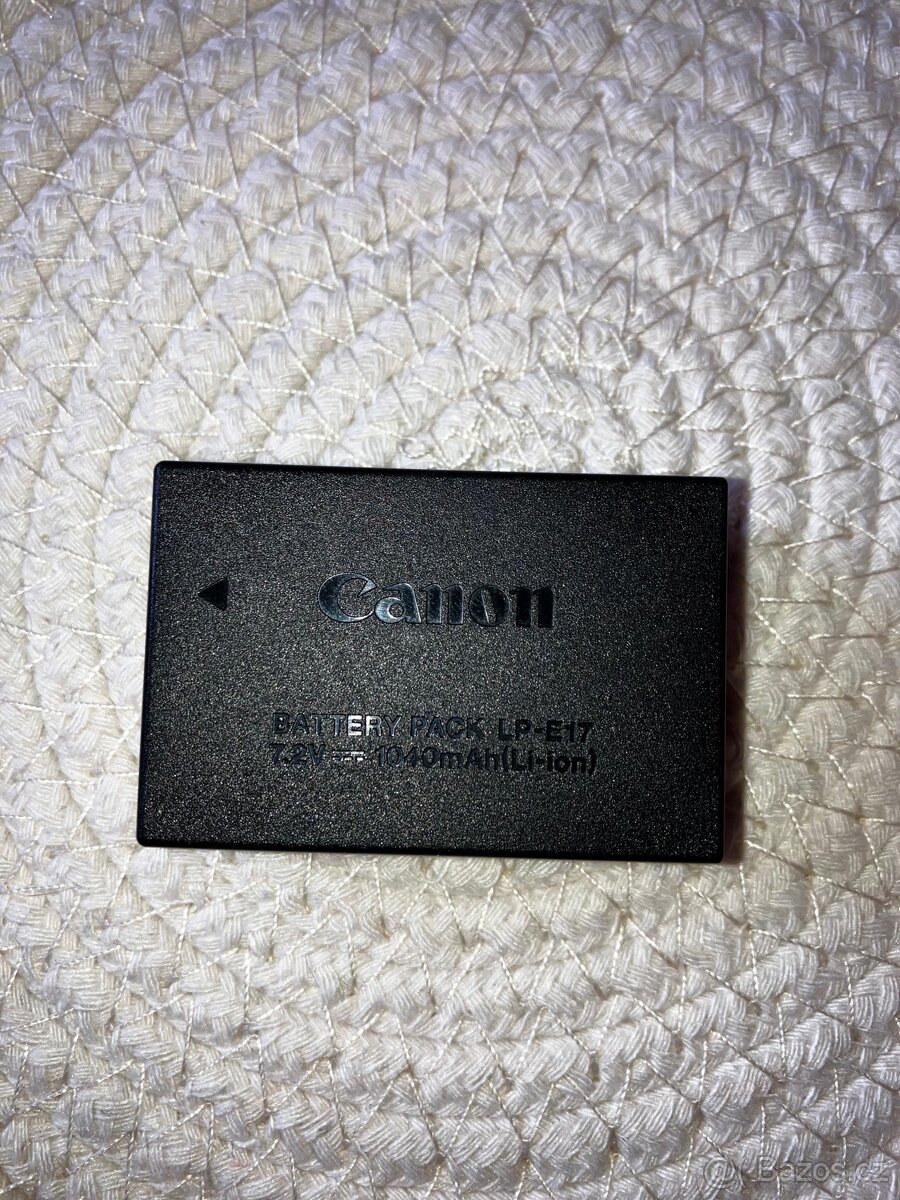 Canon
BATTERY PACK LP-E17
7.2V⎓1040mAh(Li-ion)
Bazos.cz